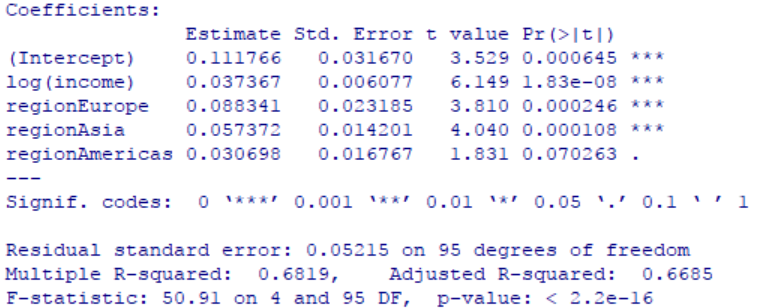 Coefficients:
                Estimate Std. Error t value Pr(>|t|)
(Intercept)     0.111766   0.031670   3.529 0.000645 ***
log(income)     0.037367   0.006077   6.149 1.83e-08 ***
regionEurope    0.088341   0.023185   3.810 0.000246 ***
regionAsia      0.057372   0.014201   4.040 0.000108 ***
regionAmericas 0.030698   0.016767   1.831 0.070263 .
---
Signif. codes:  0 ‘***’ 0.001 ‘**’ 0.01 ‘*’ 0.05 ‘.’ 0.1 ‘ ’ 1
Residual standard error: 0.05215 on 95 degrees of freedom
Multiple R-squared:  0.6819,    Adjusted R-squared:  0.6685
F-statistic: 50.91 on 4 and 95 DF,  p-value: < 2.2e-16